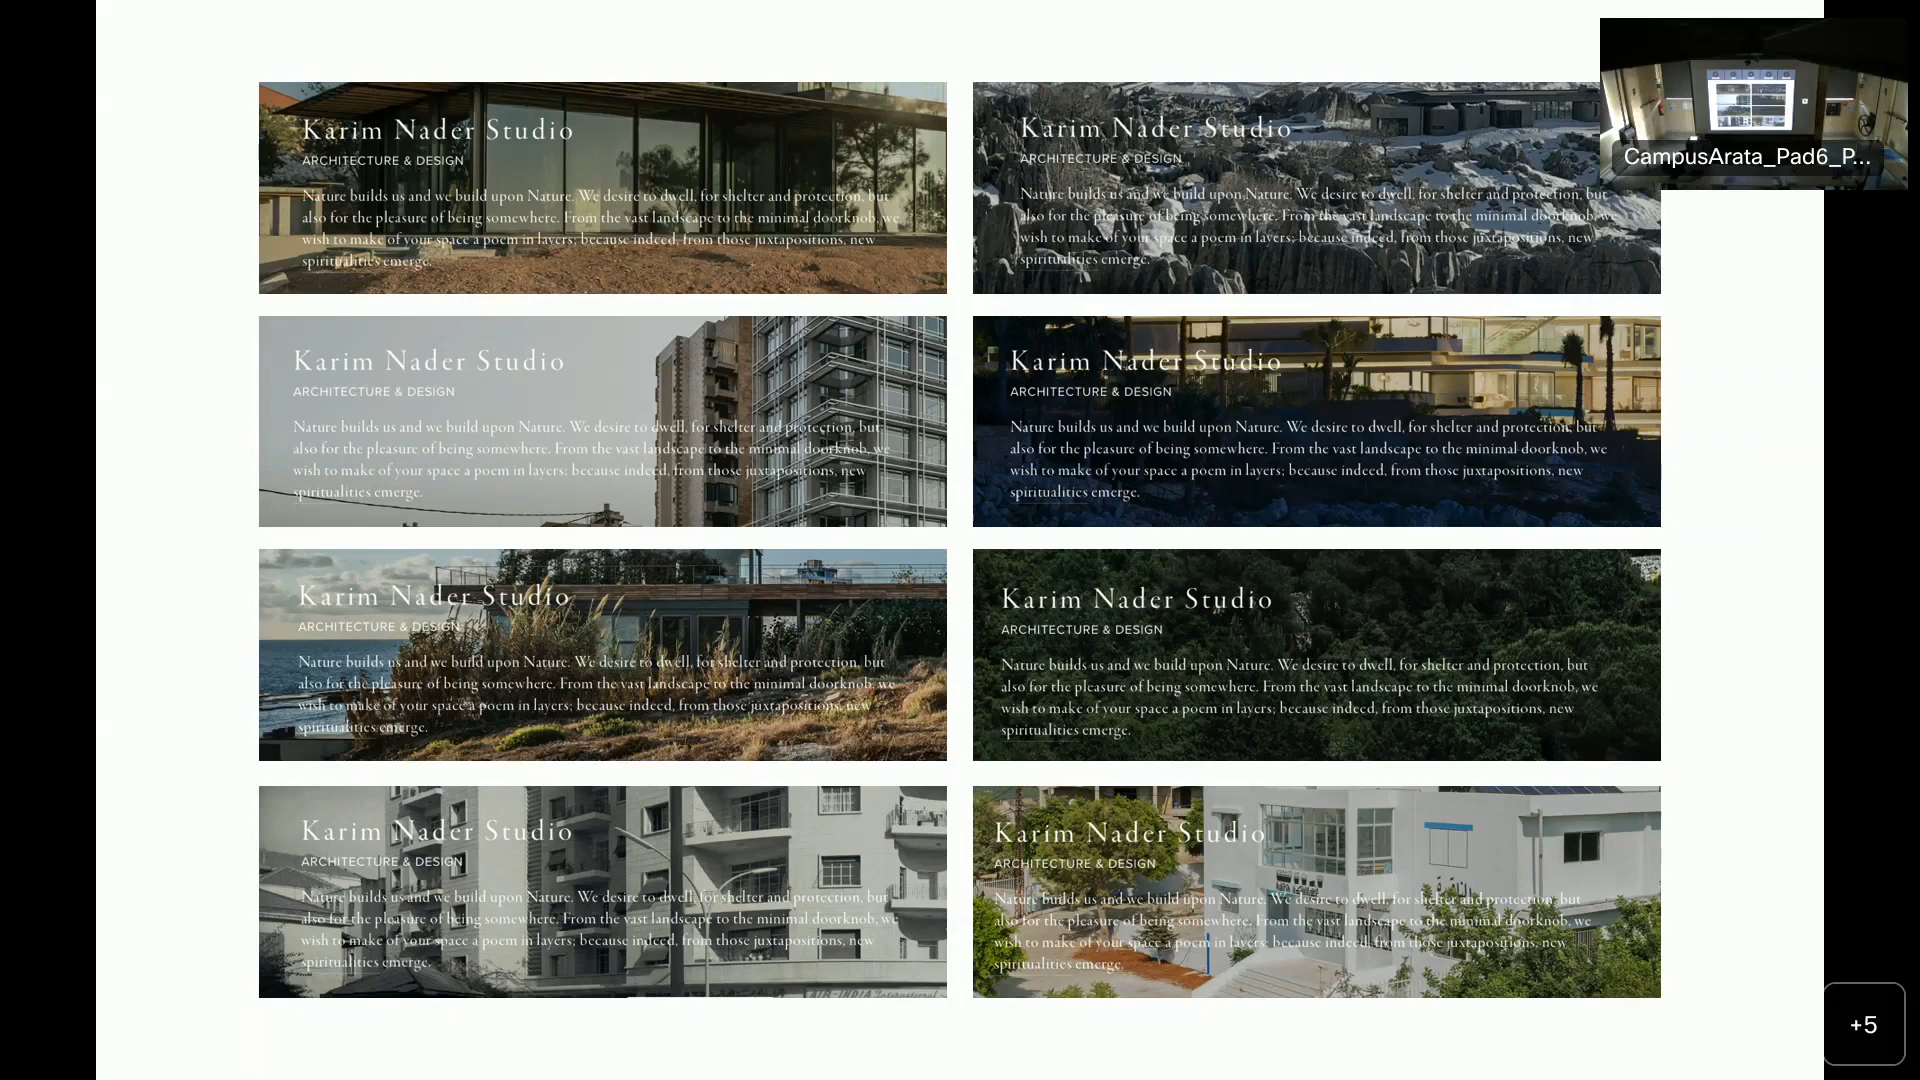 Karim Nader Studio
ARCHITECTURE & DESIGN
Nature builds us and we build upon Nature. We desire to dwell, for shelter and protection, but
also for the pleasure of being somewhere. From the vast landscape to the minimal doorknob, we
wish to make of your space a poem in layers; because indeed, from those juxtapositions, new
spiritualities emerge.
Karim Nader Studio
ARCHITECTURE & DESIGN
Nature builds us and we build upon Nature. We desire to dwell, for shelter and protection, but
also for the pleasure of being somewhere. From the vast landscape to the minimal doorknob, we
wish to make of your space a poem in layers; because indeed, from those juxtapositions, new
spiritualities emerge.
CampusArata_Pad6_P...
Karim Nader Studio
ARCHITECTURE & DESIGN
Nature builds us and we build upon Nature. We desire to dwell, for shelter and protection, but
also for the pleasure of being somewhere. From the vast landscape to the minimal doorknob, we
wish to make of your space a poem in layers; because indeed, from those juxtapositions, new
spiritualities emerge.
Karim Nader Studio
ARCHITECTURE & DESIGN
Nature builds us and we build upon Nature. We desire to dwell, for shelter and protection, but
also for the pleasure of being somewhere. From the vast landscape to the minimal doorknob, we
wish to make of your space a poem in layers; because indeed, from those juxtapositions, new
spiritualities emerge.
Karim Nader Studio
ARCHITECTURE & DESIGN
Nature builds us and we build upon Nature. We desire to dwell, for shelter and protection, but
also for the pleasure of being somewhere. From the vast landscape to the minimal doorknob, we
wish to make of your space a poem in layers; because indeed, from those juxtapositions, new
spiritualities emerge.
Karim Nader Studio
ARCHITECTURE & DESIGN
Nature builds us and we build upon Nature. We desire to dwell, for shelter and protection, but
also for the pleasure of being somewhere. From the vast landscape to the minimal doorknob, we
wish to make of your space a poem in layers; because indeed, from those juxtapositions, new
spiritualities emerge.
Karim Nader Studio
ARCHITECTURE & DESIGN
Nature builds us and we build upon Nature. We desire to dwell, for shelter and protection, but
also for the pleasure of being somewhere. From the vast landscape to the minimal doorknob, we
wish to make of your space a poem in layers; because indeed, from those juxtapositions, new
spiritualities emerge.
AIR-INDIA International
Karim Nader Studio
ARCHITECTURE & DESIGN
Nature builds us and we build upon Nature. We desire to dwell, for shelter and protection, but
also for the pleasure of being somewhere. From the vast landscape to the minimal doorknob, we
wish to make of your space a poem in layers; because indeed, from those juxtapositions, new
spiritualities emerge.
+5